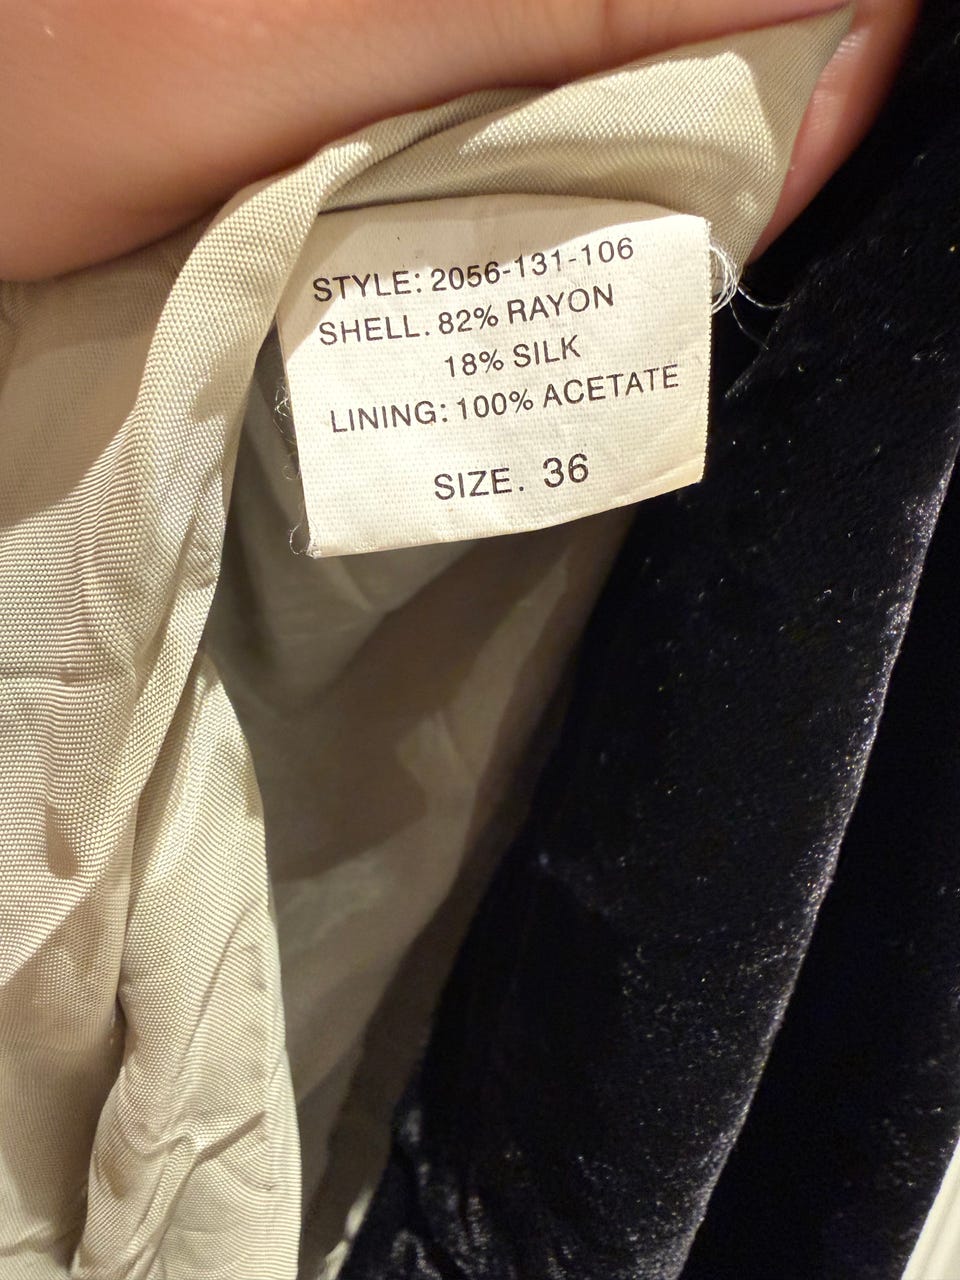 STYLE: 2056-131-106
SHELL. 82% RAYON
18% SILK
LINING: 100% ACETATE
SIZE. 36